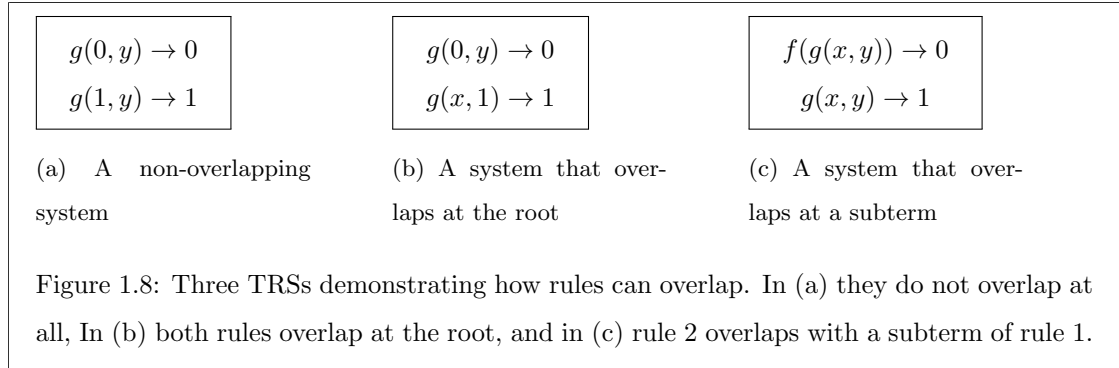 g(0, y) → 0
g(1, y) → 1
(a) A non-overlapping
system
g(0, y) → 0
g(x, 1) → 1
(b) A system that over-
laps at the root
f(g(x, y)) → 0
g(x, y) → 1
(c) A system that over-
laps at a subterm
Figure 1.8: Three TRSs demonstrating how rules can overlap. In (a) they do not overlap at
all, In (b) both rules overlap at the root, and in (c) rule 2 overlaps with a subterm of rule 1.